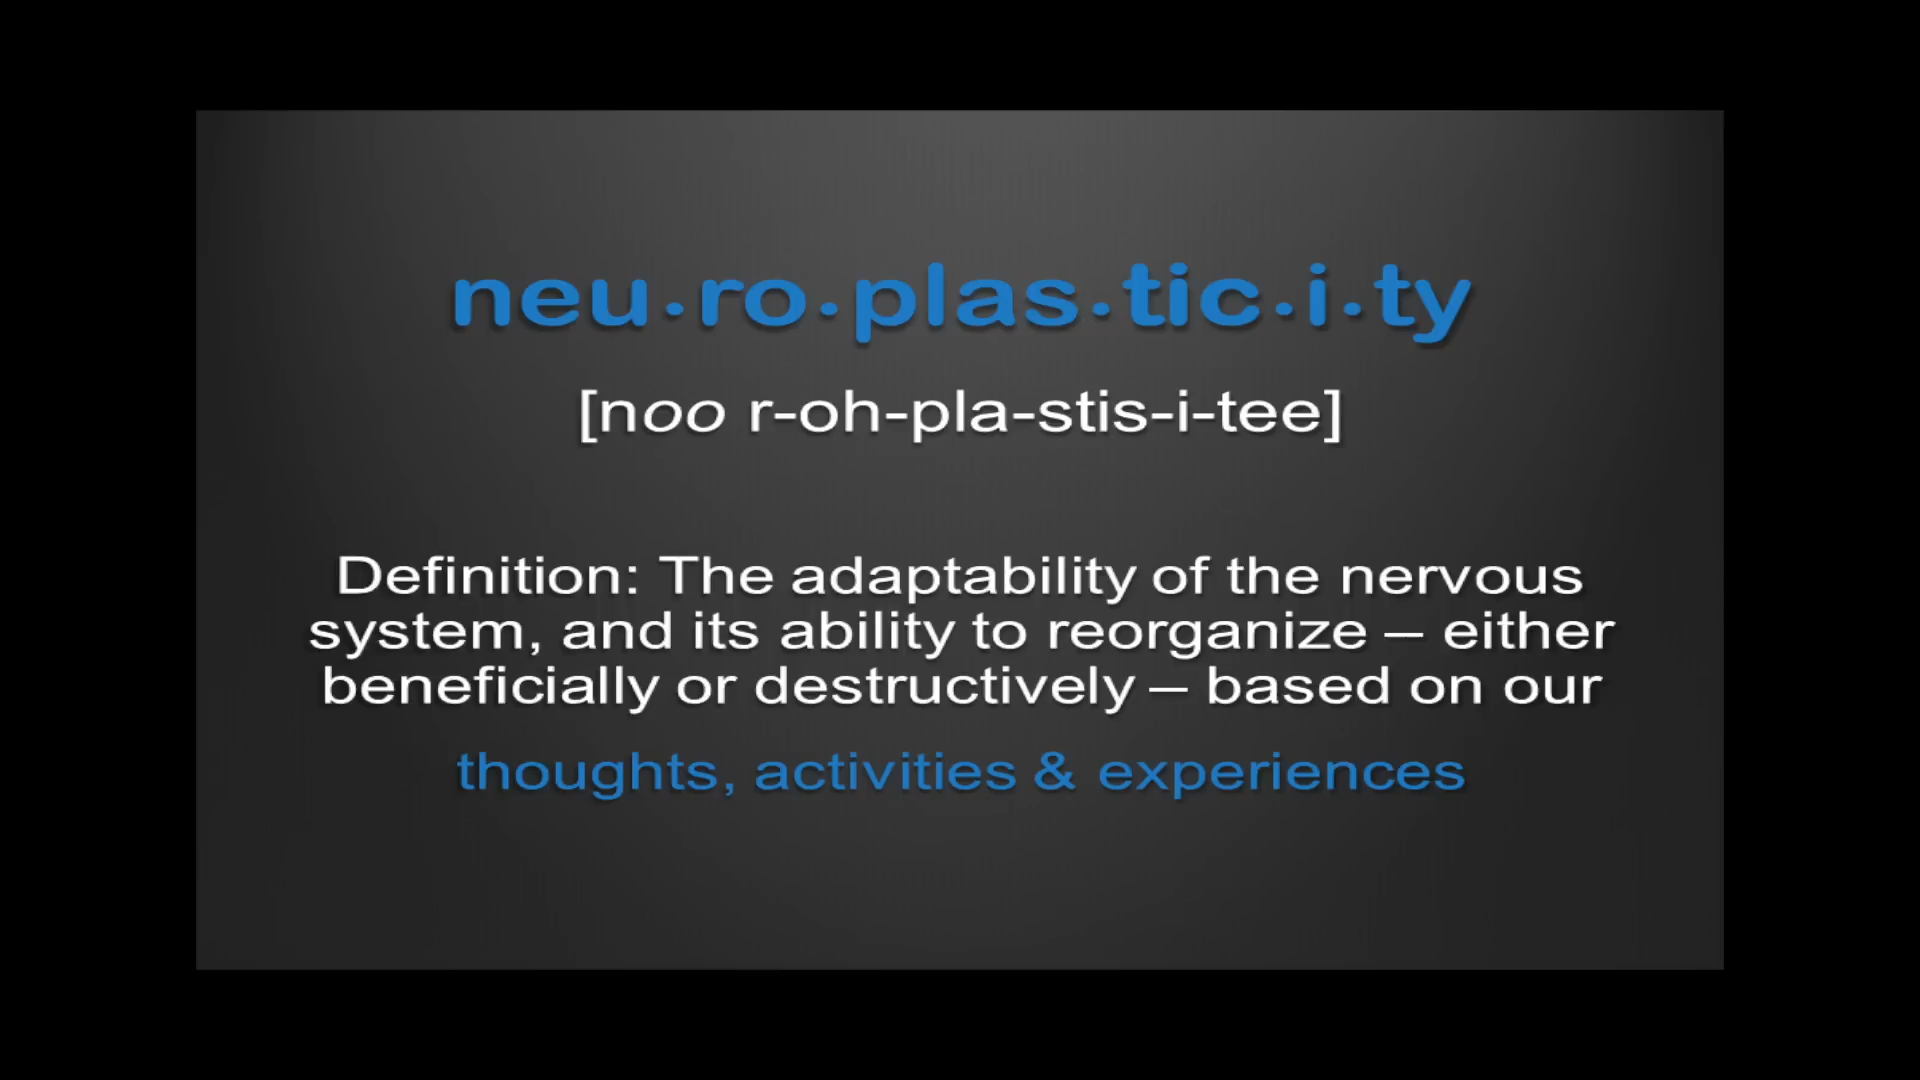 neu·ro·plas·tic·i·ty
[noo r-oh-pla-stis-i-tee]
Definition: The adaptability of the nervous
system, and its ability to reorganize – either
beneficially or destructively – based on our
thoughts, activities & experiences